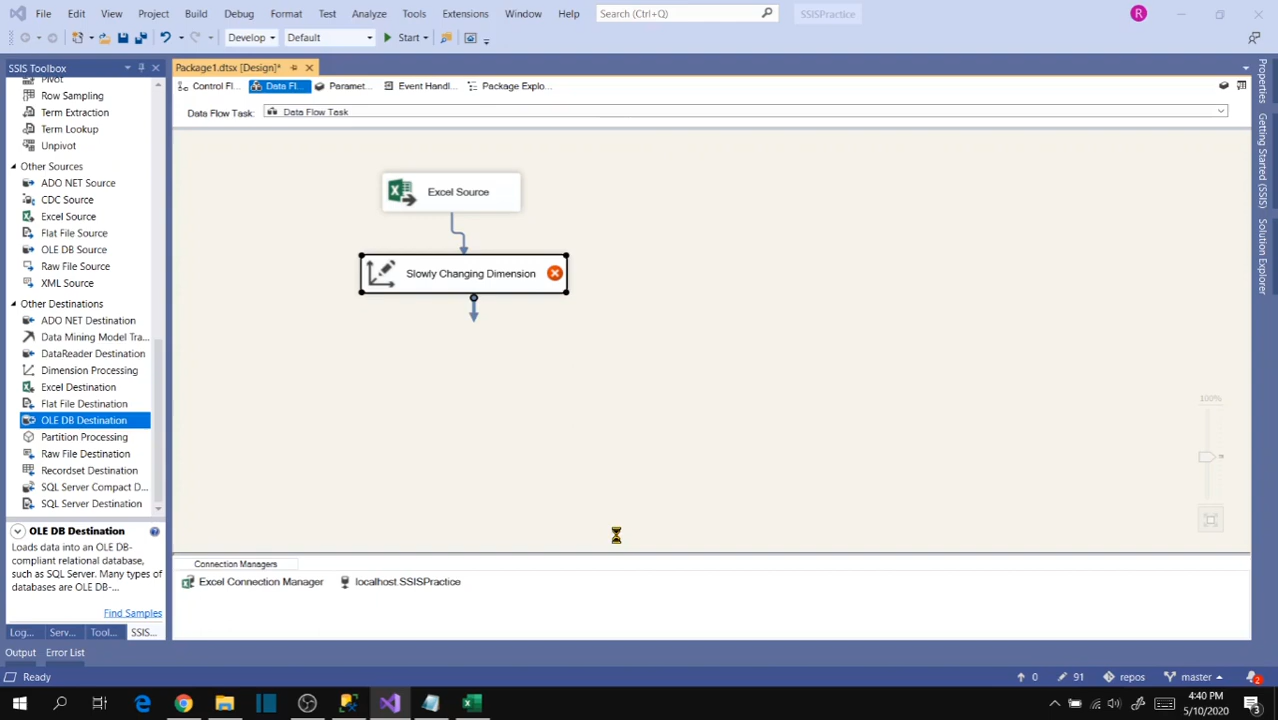 File Edit View Project Build Debug Format Test Analyze Tools Extensions Window Help Search (Ctrl+Q) SSISPractice R
Develop Default Start
SSIS Toolbox
Package1.dtsx [Design]*
Control Fl... Data Fl... Paramet... Event Handl... Package Explo...
Data Flow Task: Data Flow Task
Pivot
Row Sampling
Term Extraction
Term Lookup
Unpivot
Other Sources
ADO NET Source
CDC Source
Excel Source
Flat File Source
OLE DB Source
Raw File Source
XML Source
Other Destinations
ADO NET Destination
Data Mining Model Tra...
DataReader Destination
Dimension Processing
Excel Destination
Flat File Destination
OLE DB Destination
Partition Processing
Raw File Destination
Recordset Destination
SQL Server Compact D...
SQL Server Destination
OLE DB Destination
Loads data into an OLE DB-
compliant relational database,
such as SQL Server. Many types of
databases are OLE DB-...
Find Samples
Log... Serv... Tool... SSIS...
Excel Source
Slowly Changing Dimension
100%
Connection Managers
Excel Connection Manager localhost.SSISPractice
Properties
Getting Started (SSIS)
Solution Explorer
Output Error List
Ready 0 91 repos master 2
4:40 PM
5/10/2020
3